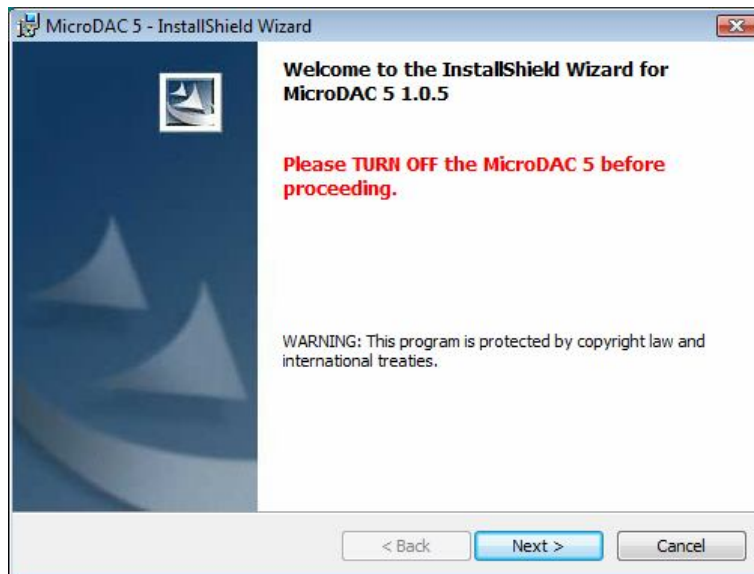 MicroDAC 5 - InstallShield Wizard
Welcome to the InstallShield Wizard for
MicroDAC 5 1.0.5
Please TURN OFF the MicroDAC 5 before
proceeding.
WARNING: This program is protected by copyright law and
international treaties.
< Back
Next >
Cancel